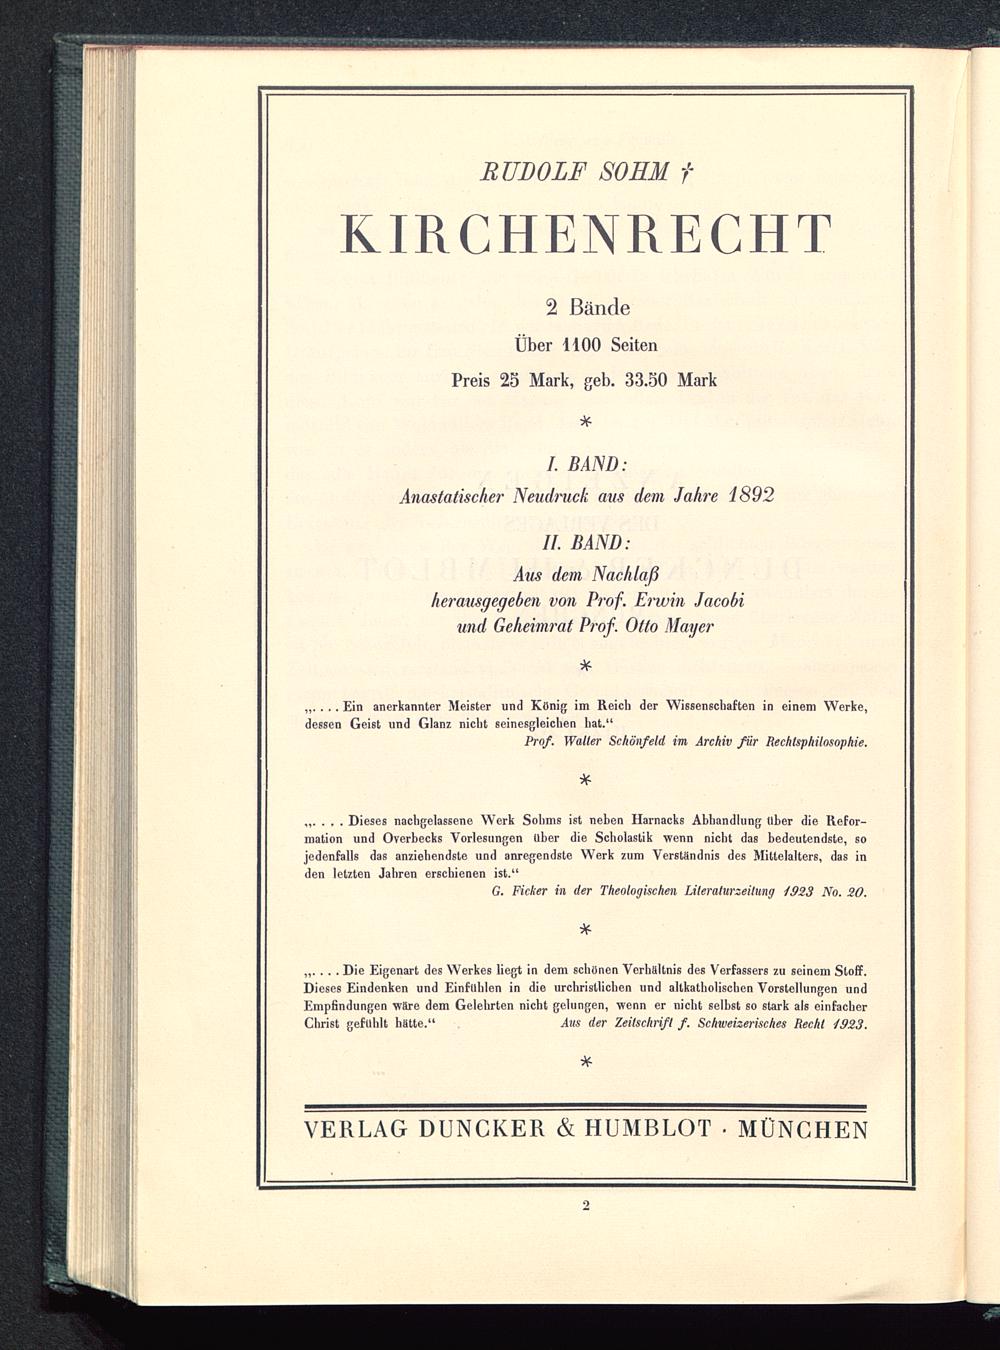 RUDOLF SOHM †
KIRCHENRECHT
2 Bände
Über 1100 Seiten
Preis 25 Mark, geb. 33.50 Mark
*
I. BAND:
Anastatischer Neudruck aus dem Jahre 1892
II. BAND:
Aus dem Nachlaß
herausgegeben von Prof. Erwin Jacobi
und Geheimrat Prof. Otto Mayer
*
„. . . . Ein anerkannter Meister und König im Reich der Wissenschaften in einem Werke,
dessen Geist und Glanz nicht seinesgleichen hat.“
Prof. Walter Schönfeld im Archiv für Rechtsphilosophie.
*
„. . . . Dieses nachgelassene Werk Sohms ist neben Harnacks Abhandlung über die Refor-
mation und Overbecks Vorlesungen über die Scholastik wenn nicht das bedeutendste, so
jedenfalls das anziehendste und anregendste Werk zum Verständnis des Mittelalters, das in
den letzten Jahren erschienen ist.“
G. Ficker in der Theologischen Literaturzeitung 1923 No. 20.
*
„. . . . Die Eigenart des Werkes liegt in dem schönen Verhältnis des Verfassers zu seinem Stoff.
Dieses Eindenken und Einfühlen in die urchristlichen und altkatholischen Vorstellungen und
Empfindungen wäre dem Gelehrten nicht gelungen, wenn er nicht selbst so stark als einfacher
Christ gefühlt hätte.“ Aus der Zeitschrift f. Schweizerisches Recht 1923.
*
VERLAG DUNCKER & HUMBLOT · MÜNCHEN
2